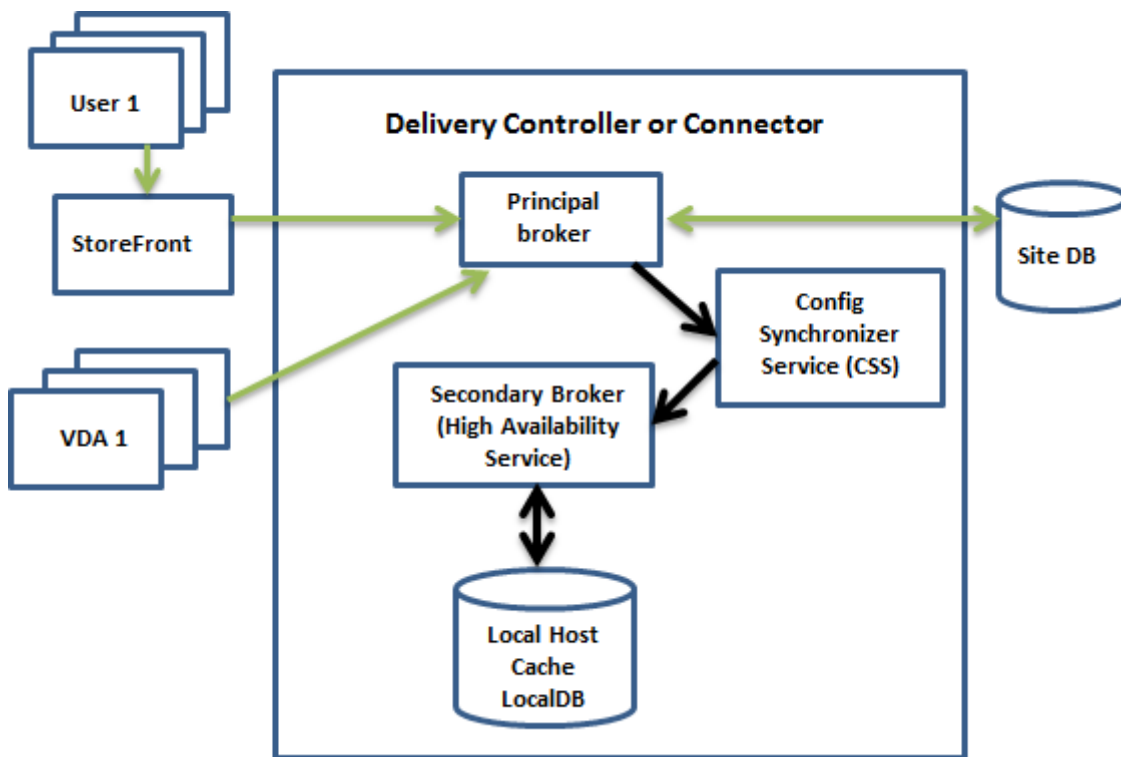 User 1
Delivery Controller or Connector
StoreFront
Principal
broker
Site DB
Config
Synchronizer
Service (CSS)
Secondary Broker
(High Availability
Service)
VDA 1
Local Host
Cache
LocalDB